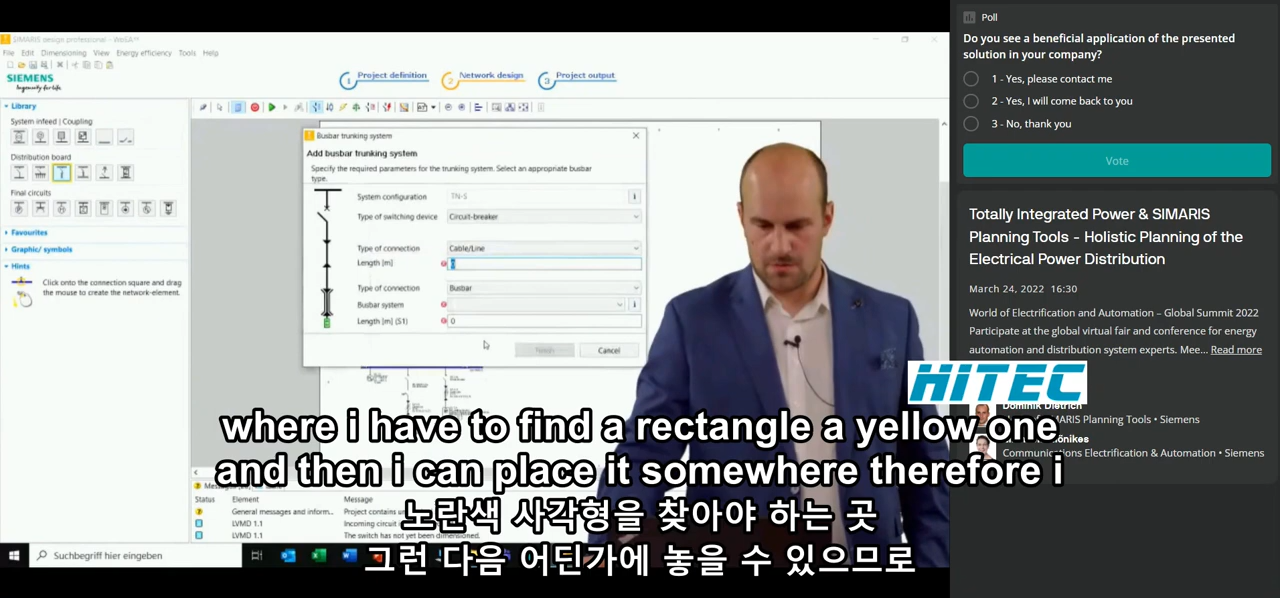 SIMARIS design professional - WoEA**
File Edit Dimensioning View Energy efficiency Tools Help
SIEMENS
Ingenuity for life
1 Project definition
2 Network design
3 Project output
Library
System infeed | Coupling
Distribution board
Final circuits
Favourites
Graphic/ symbols
Hints
Click onto the connection square and drag
the mouse to create the network-element.
Busbar trunking system
Add busbar trunking system
Specify the required parameters for the trunking system. Select an appropriate busbar
type.
System configuration TN-S
Type of switching device Circuit-breaker
Type of connection Cable/Line
Length [m]
Type of connection Busbar
Busbar system
Length [m] (S1) 0
Cancel
Status Element Message
General messages and inform... Project contains
LVMD 1.1 Incoming circuit
LVMD 1.1 The switch has not yet been dimensioned.
Suchbegriff hier eingeben
where i have to find a rectangle a yellow one
and then i can place it somewhere therefore i
노란색 사각형을 찾아야 하는 곳
그런 다음 어딘가에 놓을 수 있으므로
HITEC
Poll
Do you see a beneficial application of the presented
solution in your company?
1 - Yes, please contact me
2 - Yes, I will come back to you
3 - No, thank you
Vote
Totally Integrated Power & SIMARIS
Planning Tools - Holistic Planning of the
Electrical Power Distribution
March 24, 2022 16:30
World of Electrification and Automation – Global Summit 2022
Participate at the global virtual fair and conference for energy
automation and distribution system experts. Mee... Read more
Dominik Dietrich
SIMARIS Planning Tools • Siemens
Communications Electrification & Automation • Siemens